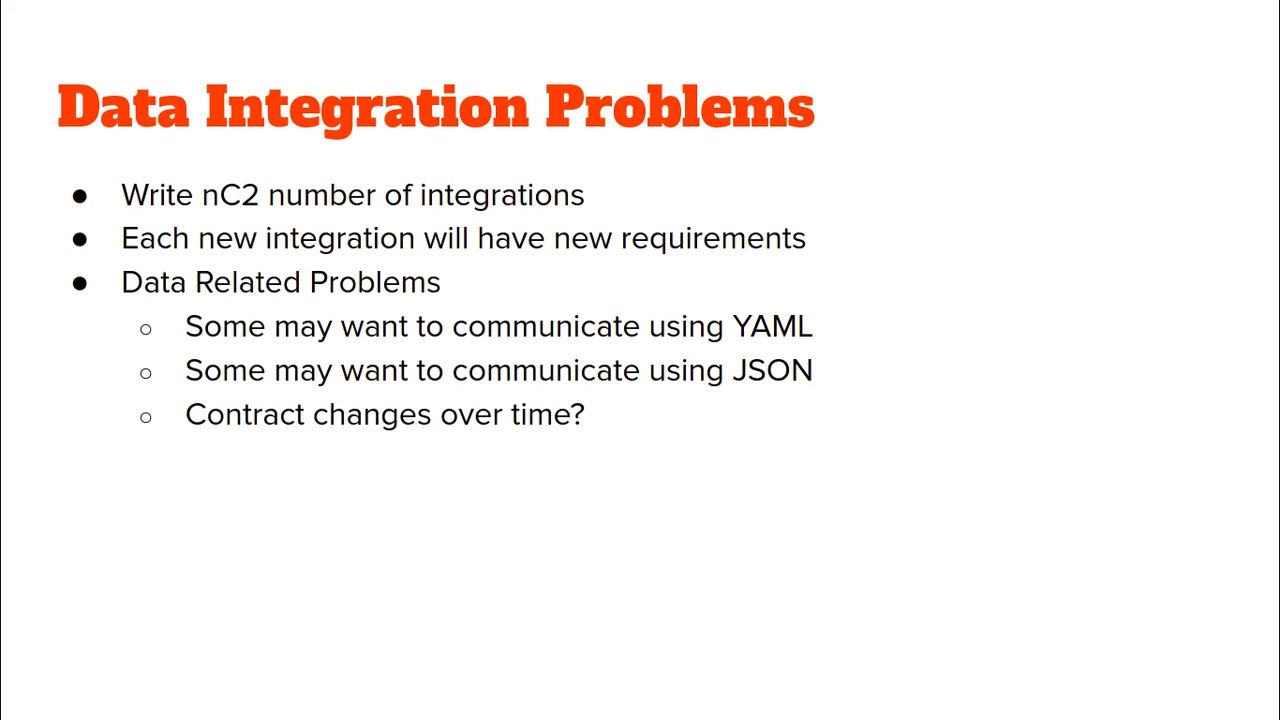 Data Integration Problems
● Write nC2 number of integrations
● Each new integration will have new requirements
● Data Related Problems
○ Some may want to communicate using YAML
○ Some may want to communicate using JSON
○ Contract changes over time?